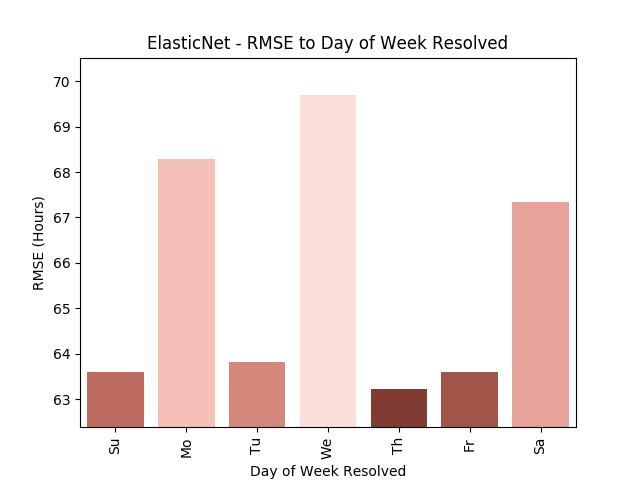 ElasticNet - RMSE to Day of Week Resolved
70
69
68
67
66
65
64
63
RMSE (Hours)
Su
Mo
Tu
We
Th
Fr
Sa
Day of Week Resolved